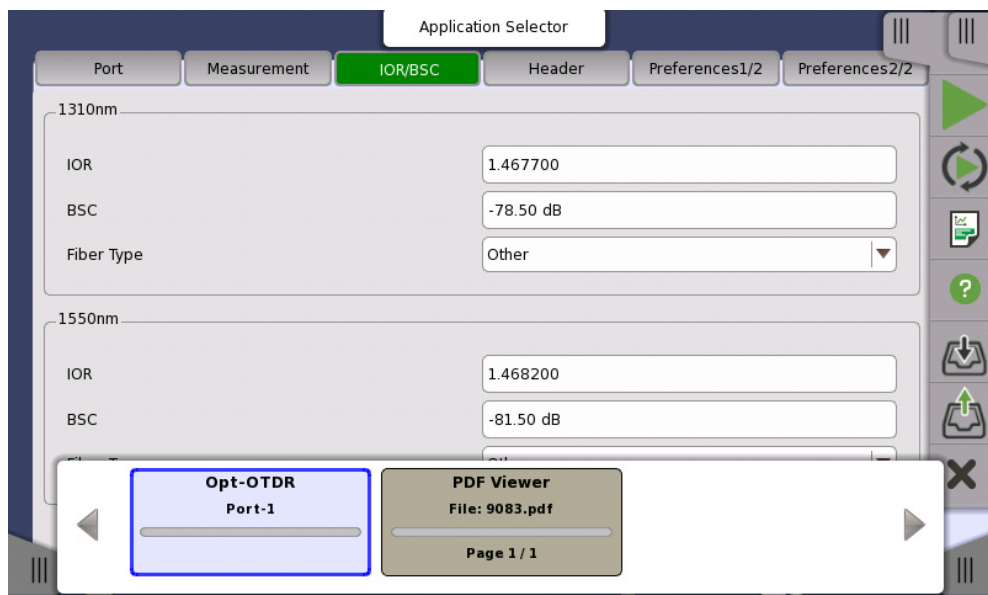 Application Selector
Port
Measurement
IOR/BSC
Header
Preferences1/2
Preferences2/2
1310nm
IOR
1.467700
BSC
-78.50 dB
Fiber Type
Other
1550nm
IOR
1.468200
BSC
-81.50 dB
Opt-OTDR
Port-1
PDF Viewer
File: 9083.pdf
Page 1 / 1